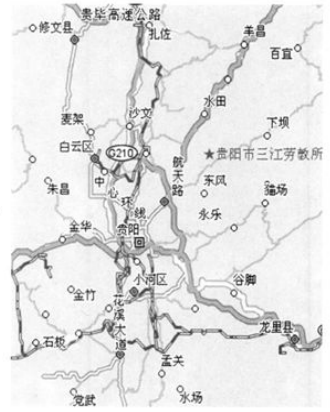 贵毕高速公路
修文县
扎佐
羊昌
百宜
水田
麦架
沙文
下坝
白云区
G210
航天路
★贵阳市三江劳教所
朱昌
中心环线
东风
骆场
永乐
金华
贵阳
小河区
谷脚
金竹
花溪大道
龙里县
石板
孟关
党武
水场